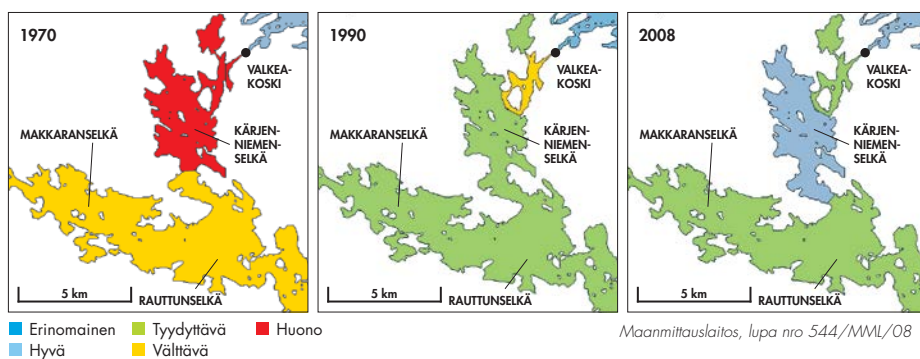 1970
VALKEA-
KOSKI
MAKKARANSELKÄ
KÄRJEN-
NIEMEN-
SELKÄ
5 km
RAUTTUNSELKÄ
1990
VALKEA-
KOSKI
MAKKARANSELKÄ
KÄRJEN-
NIEMEN-
SELKÄ
5 km
RAUTTUNSELKÄ
2008
VALKEA-
KOSKI
MAKKARANSELKÄ
KÄRJEN-
NIEMEN-
SELKÄ
5 km
RAUTTUNSELKÄ
Erinomainen Tyydyttävä Huono
Hyvä Välttävä
Maanmittauslaitos, lupa nro 544/MML/08